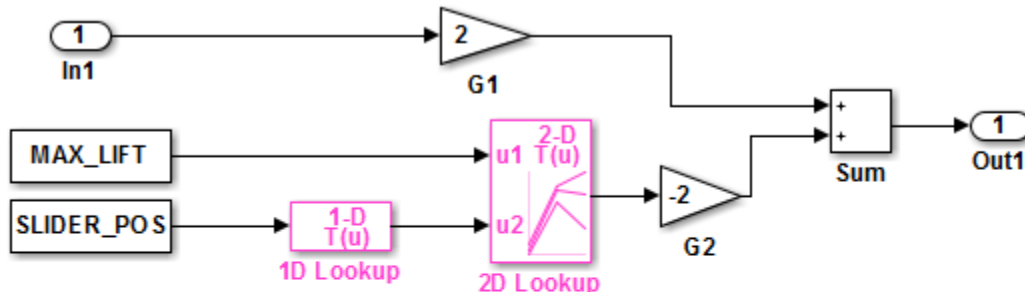 1
In1
2
G1
MAX_LIFT
SLIDER_POS
1-D
T(u)
1D Lookup
u1
2-D
T(u)
u2
2D Lookup
-2
G2
+
+
Sum
1
Out1